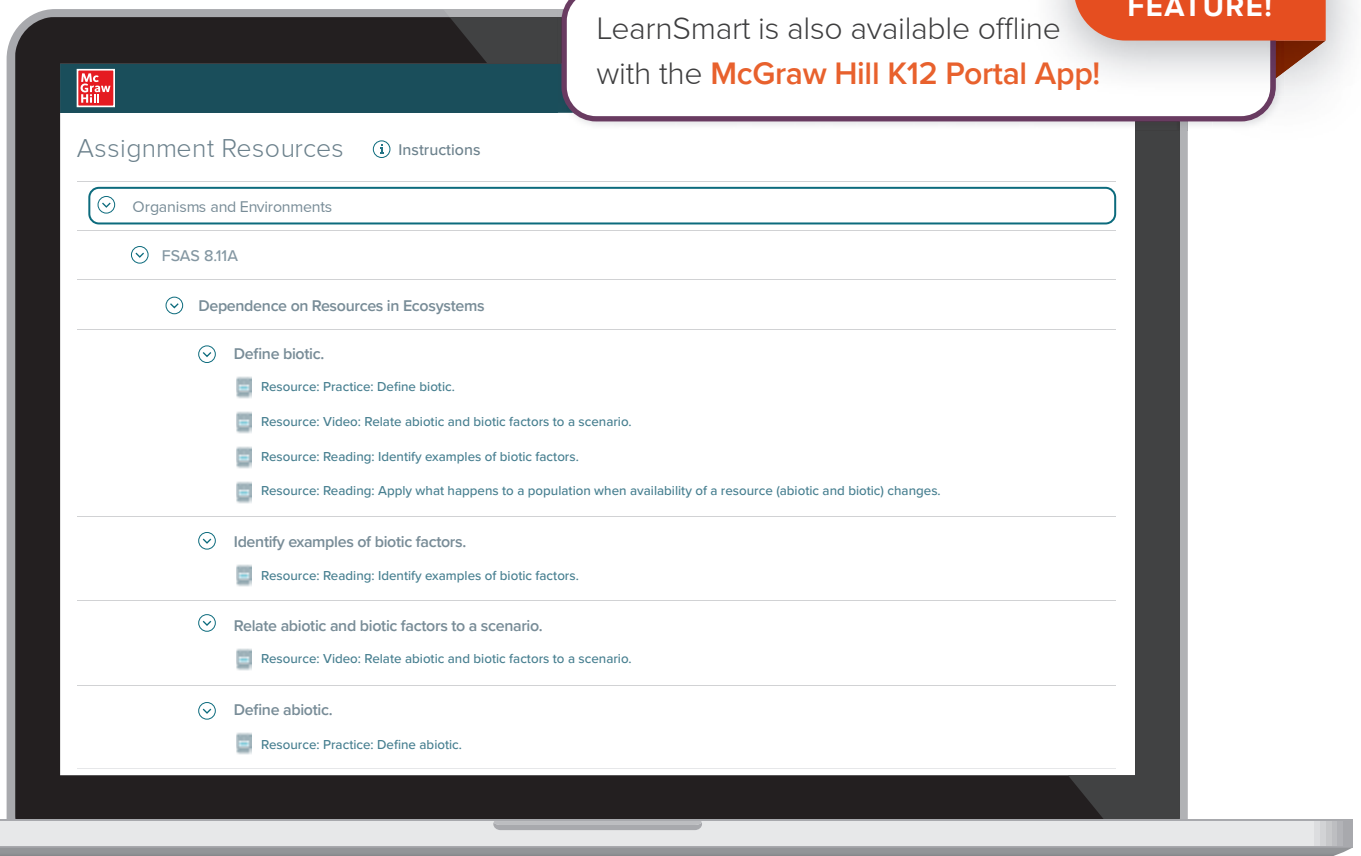 FEATURE!
LearnSmart is also available offline
with the McGraw Hill K12 Portal App!
Mc
Graw
Hill
Assignment Resources
Instructions
Organisms and Environments
FSAS 8.11A
Dependence on Resources in Ecosystems
Define biotic.
Resource: Practice: Define biotic.
Resource: Video: Relate abiotic and biotic factors to a scenario.
Resource: Reading: Identify examples of biotic factors.
Resource: Reading: Apply what happens to a population when availability of a resource (abiotic and biotic) changes.
Identify examples of biotic factors.
Resource: Reading: Identify examples of biotic factors.
Relate abiotic and biotic factors to a scenario.
Resource: Video: Relate abiotic and biotic factors to a scenario.
Define abiotic.
Resource: Practice: Define abiotic.